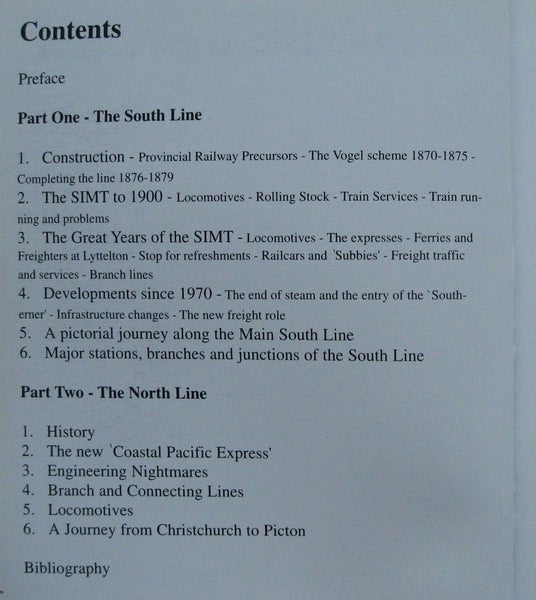 Contents
Preface
Part One - The South Line
1. Construction - Provincial Railway Precursors - The Vogel scheme 1870-1875 -
Completing the line 1876-1879
2. The SIMT to 1900 - Locomotives - Rolling Stock - Train Services - Train run-
ning and problems
3. The Great Years of the SIMT - Locomotives - The expresses - Ferries and
Freighters at Lyttelton - Stop for refreshments - Railcars and 'Subbies' - Freight traffic
and services - Branch lines
4. Developments since 1970 - The end of steam and the entry of the `South-
erner' - Infrastructure changes - The new freight role
5. A pictorial journey along the Main South Line
6. Major stations, branches and junctions of the South Line
Part Two - The North Line
1. History
2. The new `Coastal Pacific Express'
3. Engineering Nightmares
4. Branch and Connecting Lines
5. Locomotives
6. A Journey from Christchurch to Picton
Bibliography